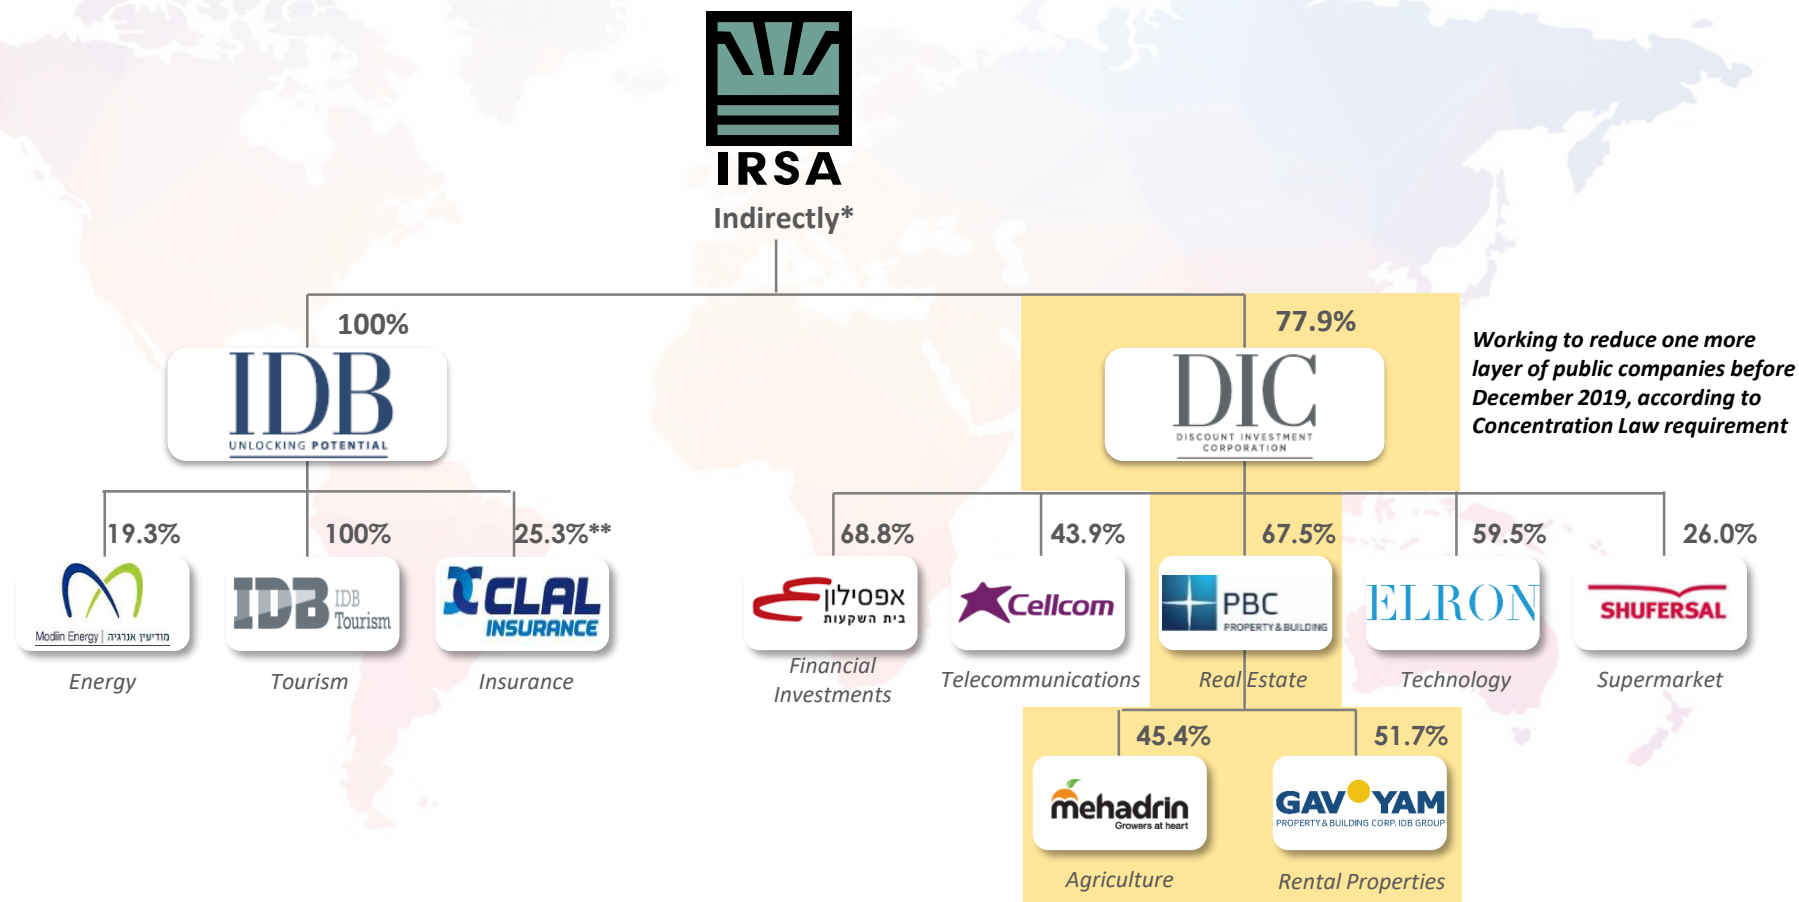 IRSA
Indirectly*
100%
77.9%
IDB
UNLOCKING POTENTIAL
DIC
DISCOUNT INVESTMENT
CORPORATION
Working to reduce one more
layer of public companies before
December 2019, according to
Concentration Law requirement
19.3%
100%
25.3%**
68.8%
43.9%
67.5%
59.5%
26.0%
Modiin Energy | מודיעין אנרגיה
IDB
IDB
Tourism
CLAL
INSURANCE
אפסילון
בית השקעות
Cellcom
PBC
PROPERTY & BUILDING
ELRON
SHUFERSAL
Energy
Tourism
Insurance
Financial
Investments
Telecommunications
Real Estate
Technology
Supermarket
45.4%
51.7%
mehadrin
Growers at heart
GAV YAM
PROPERTY & BUILDING CORP. IDB GROUP
Agriculture
Rental Properties